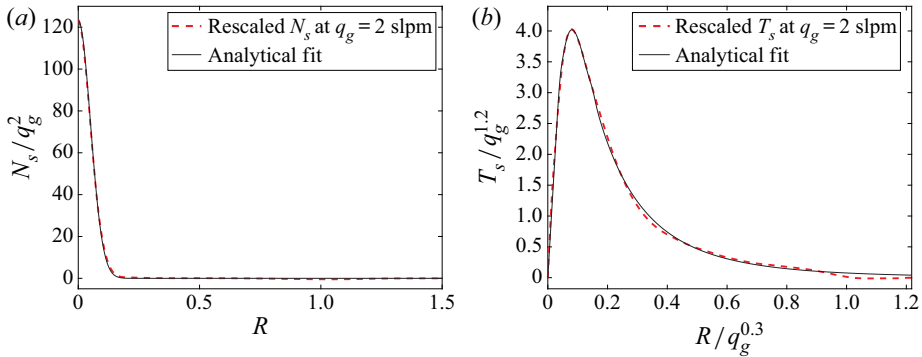 (a)
120
100
80
60
40
20
0
N_s/q_g^2
0
0.5
1.0
1.5
R
Rescaled N_s at q_g = 2 slpm
Analytical fit
(b)
4.0
3.5
3.0
2.5
2.0
1.5
1.0
0.5
0
T_s/q_g^{1.2}
0
0.2
0.4
0.6
0.8
1.0
1.2
R/q_g^{0.3}
Rescaled T_s at q_g = 2 slpm
Analytical fit